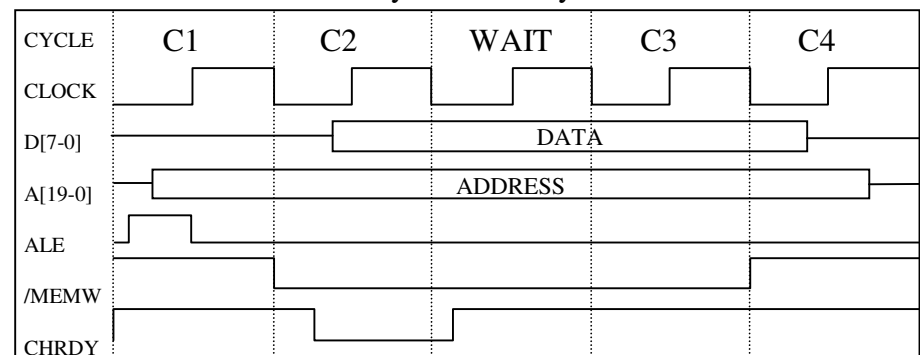 CYCLE C1 C2 WAIT C3 C4
CLOCK
D[7-0] DATA
A[19-0] ADDRESS
ALE
/MEMW
CHRDY